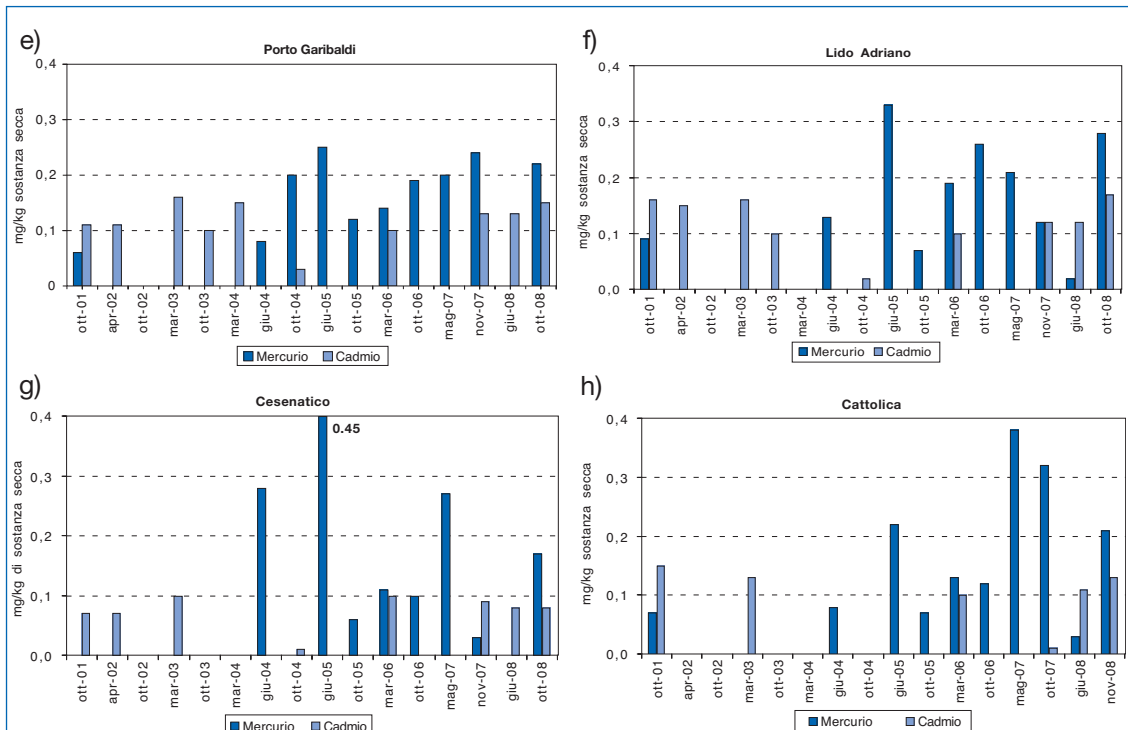 e)
Porto Garibaldi
mg/kg sostanza secca
0,4
0,3
0,2
0,1
0
ott-01
apr-02
ott-02
mar-03
ott-03
mar-04
giu-04
ott-04
giu-05
ott-05
mar-06
ott-06
mag-07
nov-07
giu-08
ott-08
Mercurio Cadmio
f)
Lido Adriano
mg/kg sostanza secca
0,4
0,3
0,2
0,1
0,0
ott-01
apr-02
ott-02
mar-03
ott-03
mar-04
giu-04
ott-04
giu-05
ott-05
mar-06
ott-06
mag-07
nov-07
giu-08
ott-08
Mercurio Cadmio
g)
Cesenatico
mg/kg di sostanza secca
0,4
0,3
0,2
0,1
0,0
0.45
ott-01
apr-02
ott-02
mar-03
ott-03
mar-04
giu-04
ott-04
giu-05
ott-05
mar-06
ott-06
mag-07
nov-07
giu-08
ott-08
Mercurio Cadmio
h)
Cattolica
mg/kg sostanza secca
0,4
0,3
0,2
0,1
0,0
ott-01
apr-02
ott-02
mar-03
ott-03
mar-04
giu-04
ott-04
giu-05
ott-05
mar-06
ott-06
mag-07
ott-07
giu-08
nov-08
Mercurio Cadmio